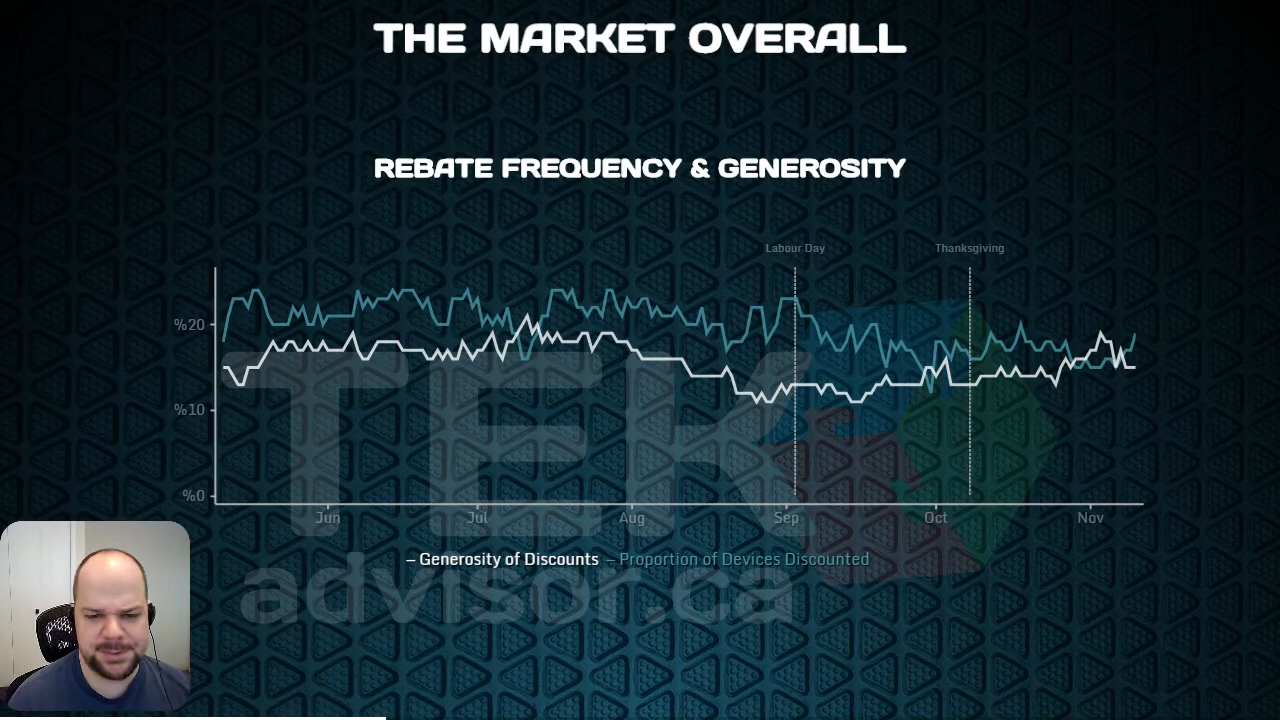 THE MARKET OVERALL
REBATE FREQUENCY & GENEROSITY
Labour Day Thanksgiving
%20
%10
%0
Jun Jul Aug Sep Oct Nov
– Generosity of Discounts – Proportion of Devices Discounted
TEK
advisor.ca